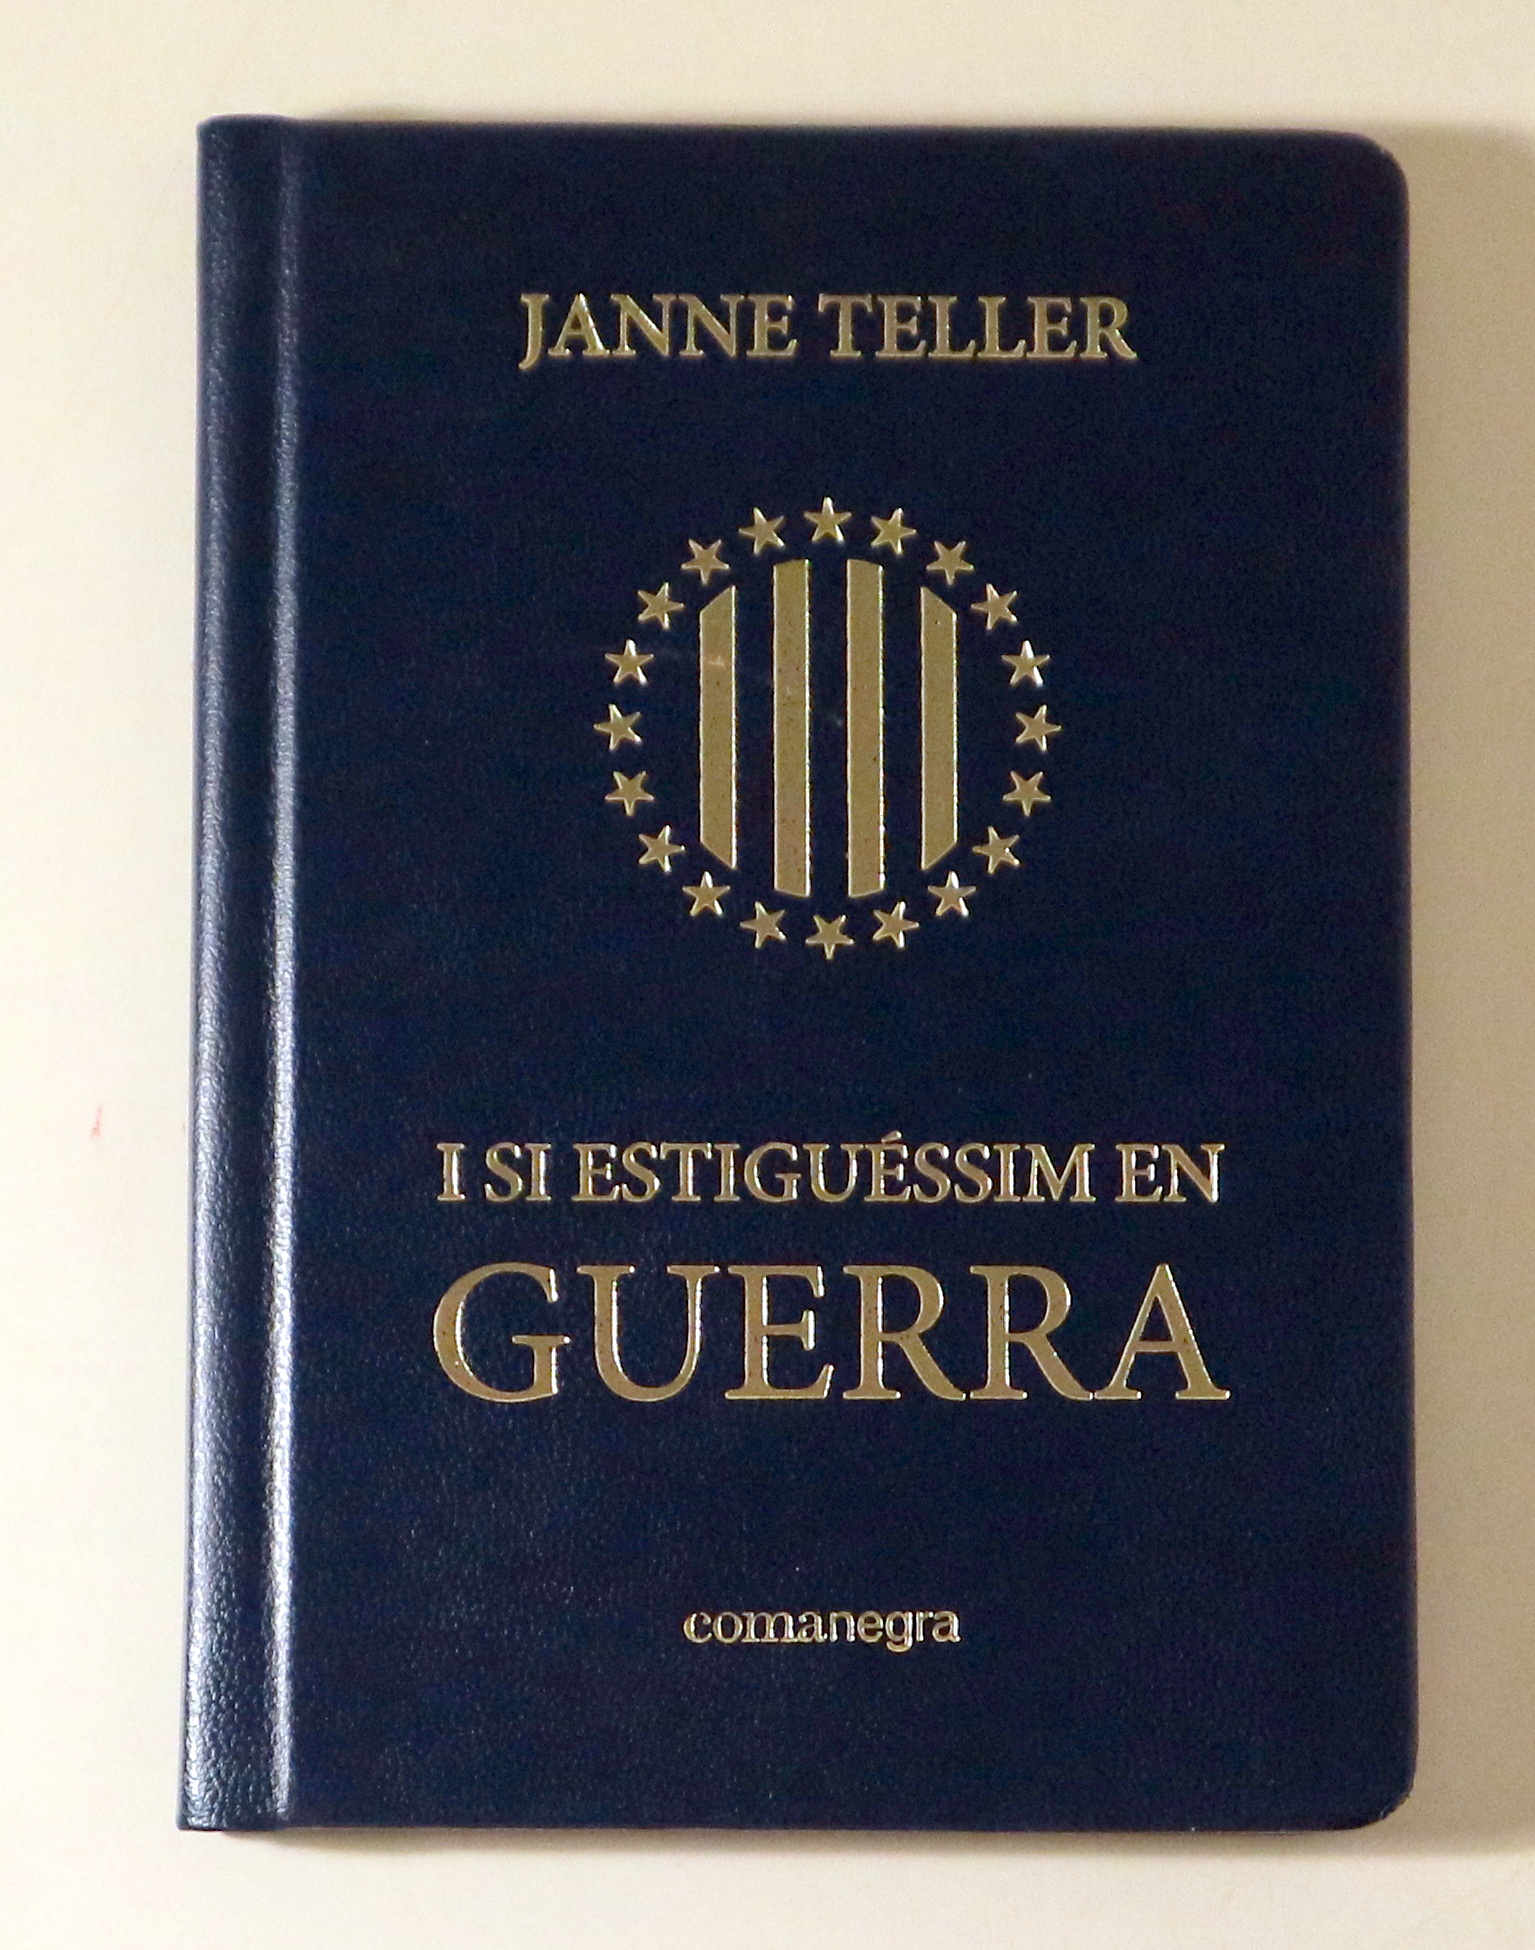 JANNE TELLER
I SI ESTIGUÉSSIM EN
GUERRA
comanegra